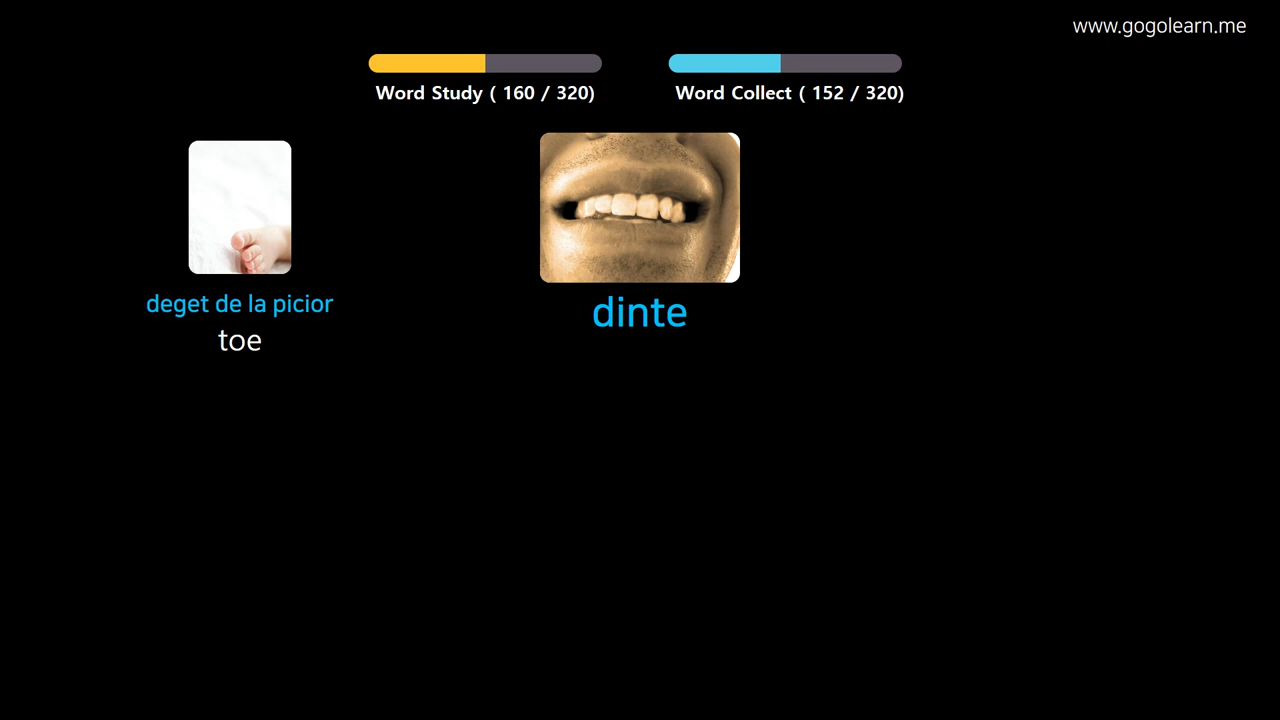 www.gogolearn.me
Word Study ( 160 / 320)
Word Collect ( 152 / 320)
deget de la picior
toe
dinte